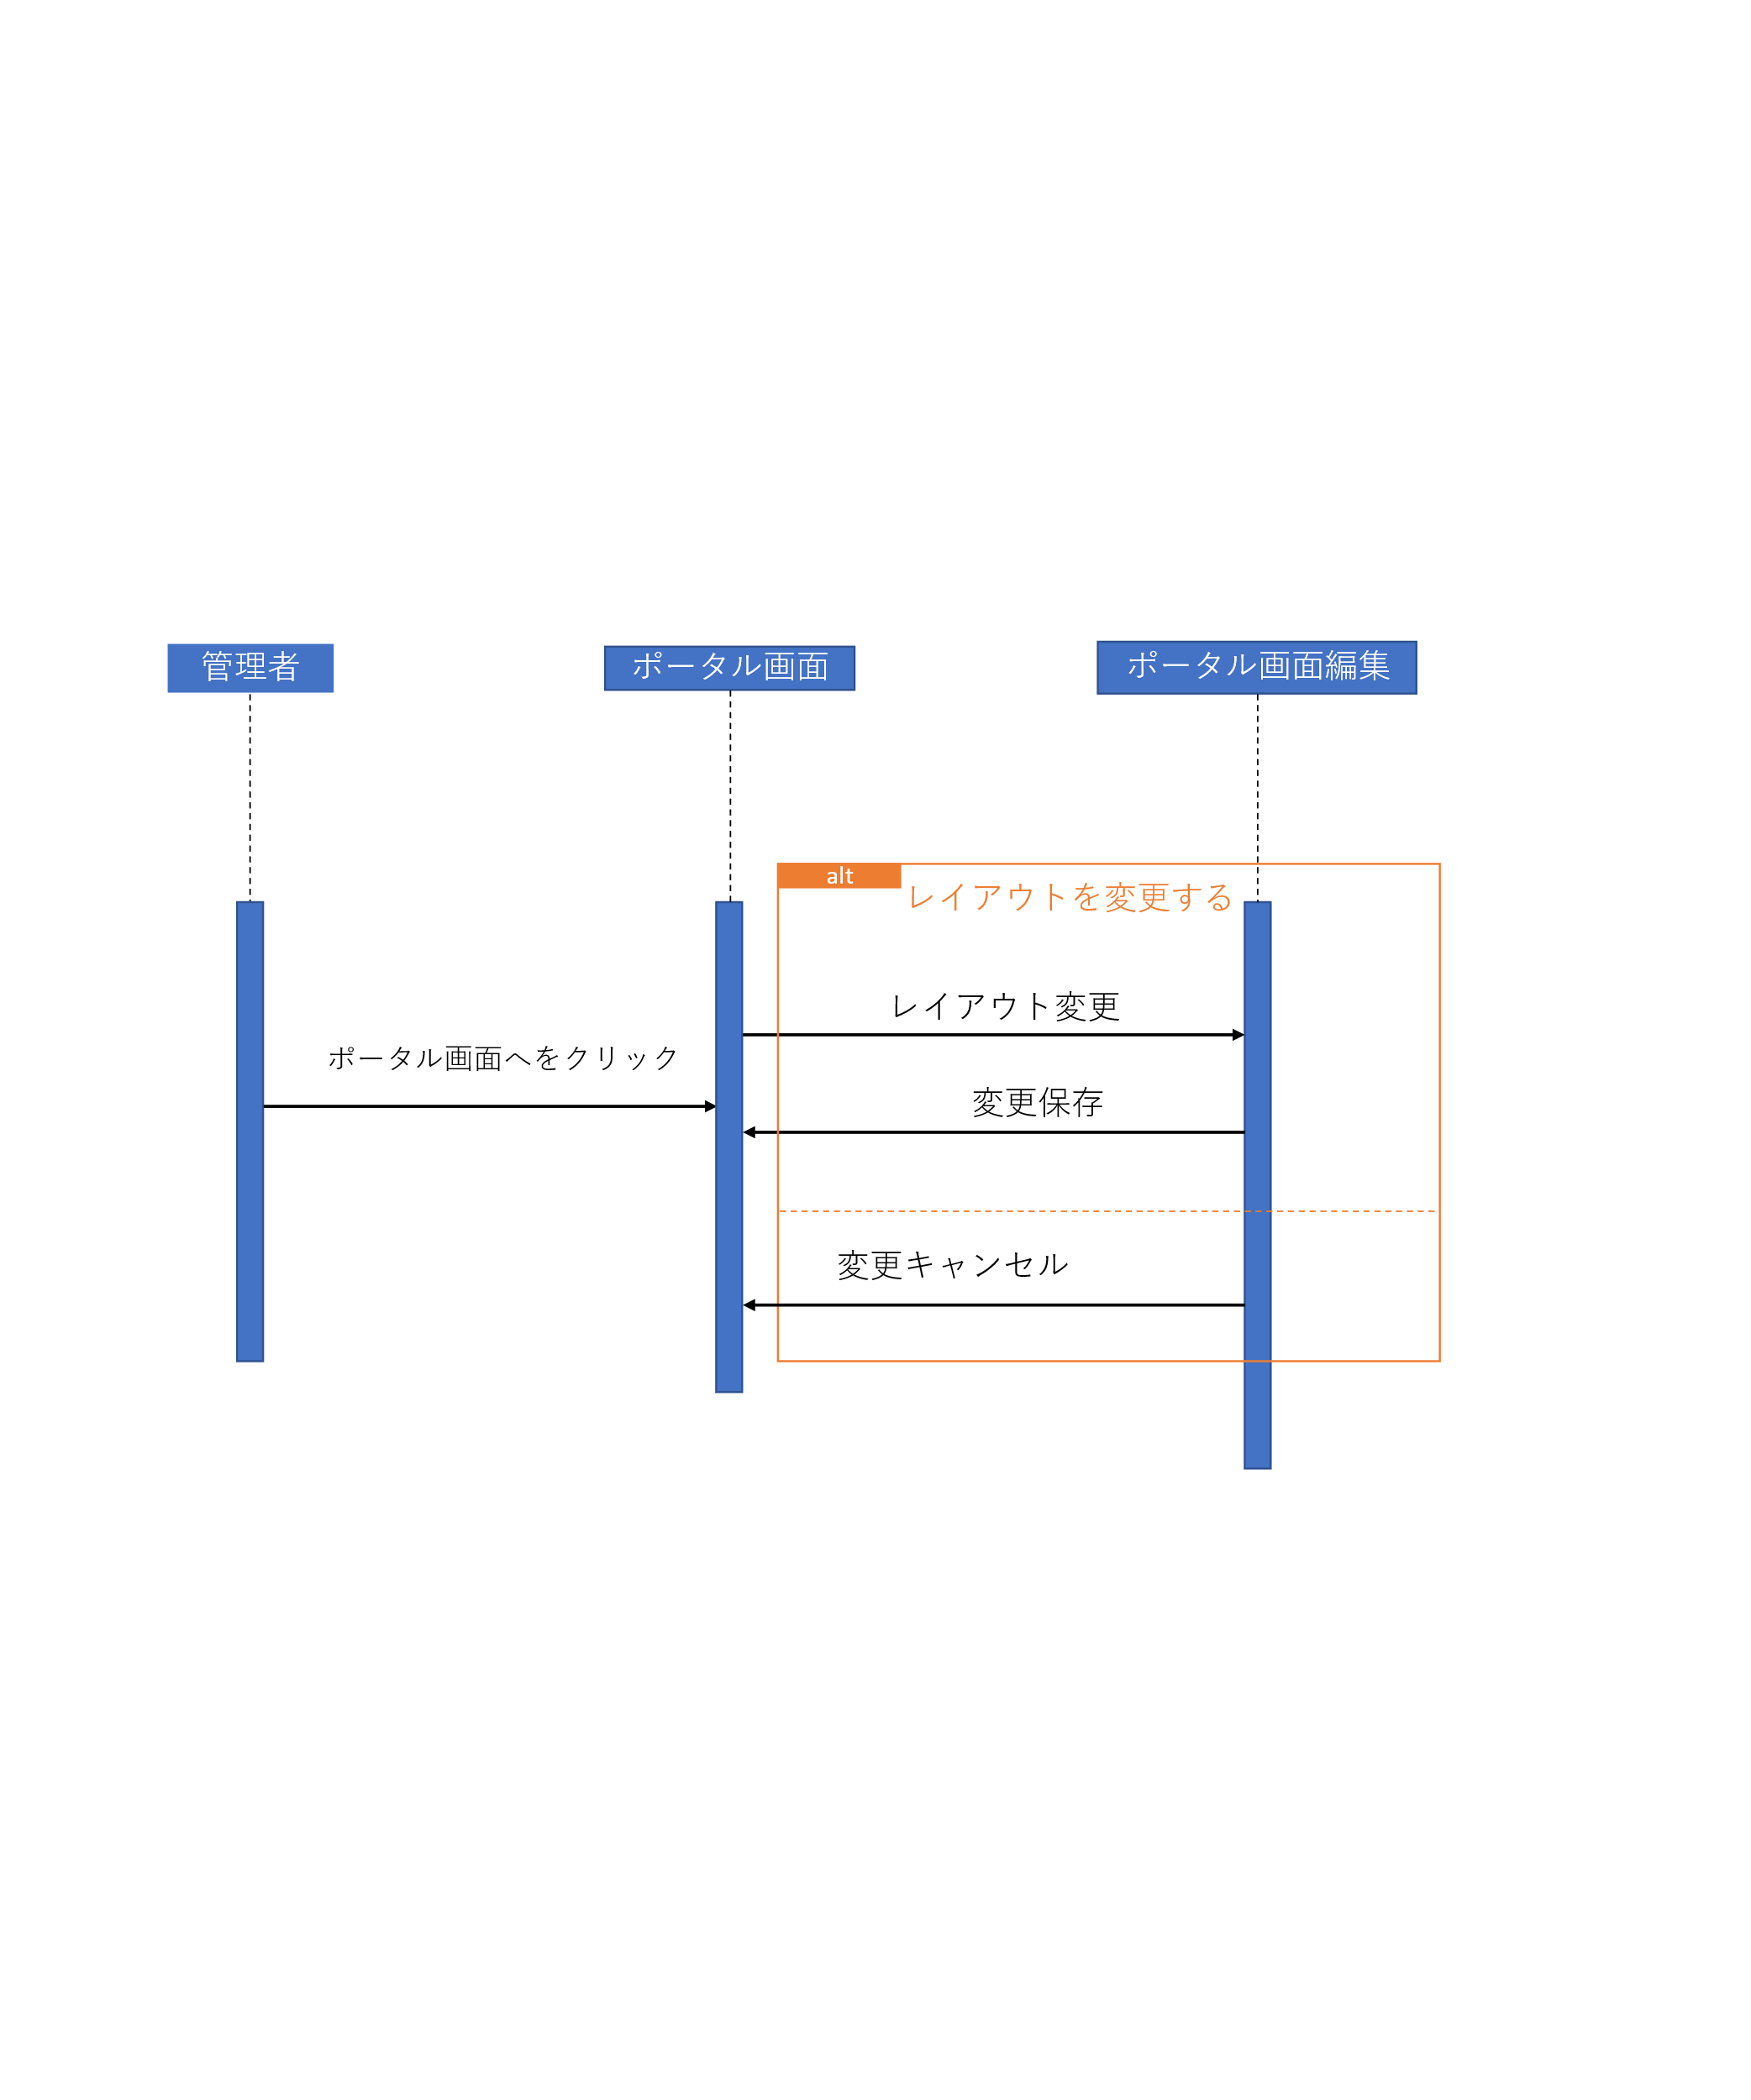 管理者
ポータル画面
ポータル画面編集
alt
レイアウトを変更する
レイアウト変更
ポータル画面へをクリック
変更保存
変更キャンセル